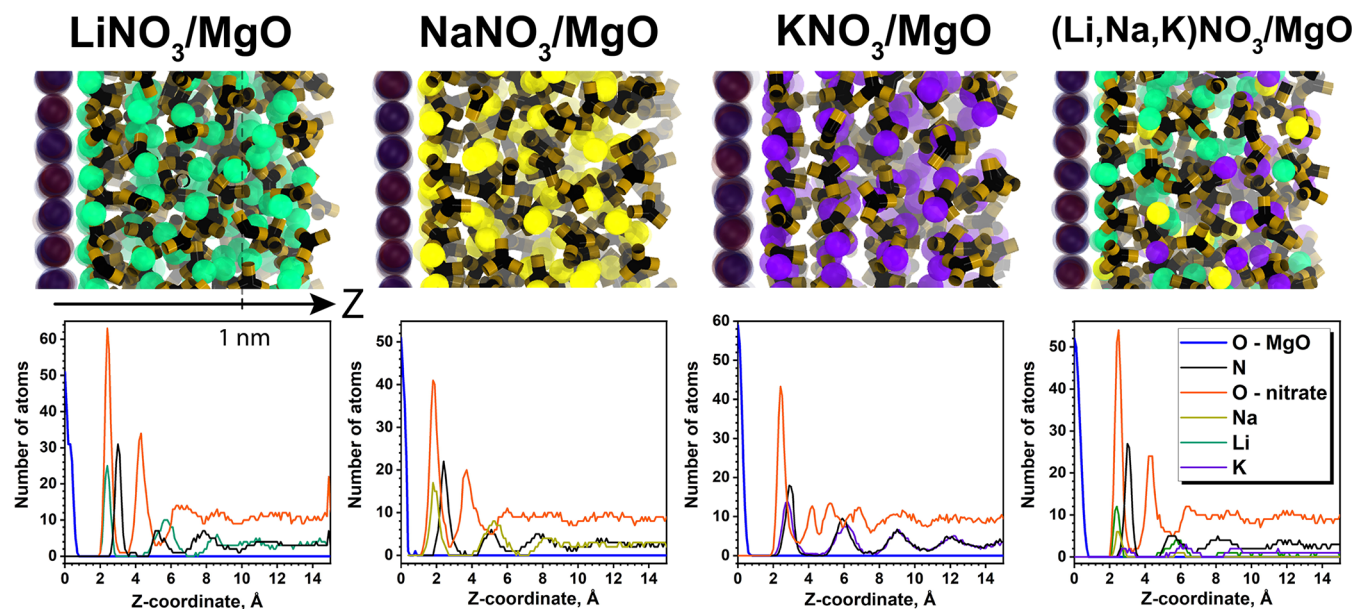 LiNO₃/MgO
NaNO₃/MgO
KNO₃/MgO
(Li,Na,K)NO₃/MgO
Z
1 nm
Number of atoms
60
50
40
30
20
10
0
0 2 4 6 8 10 12 14
Z-coordinate, Å
Number of atoms
50
40
30
20
10
0
0 2 4 6 8 10 12 14
Z-coordinate, Å
Number of atoms
60
50
40
30
20
10
0
0 2 4 6 8 10 12 14
Z-coordinate, Å
Number of atoms
50
40
30
20
10
0
0 2 4 6 8 10 12 14
Z-coordinate, Å
O - MgO
N
O - nitrate
Na
Li
K